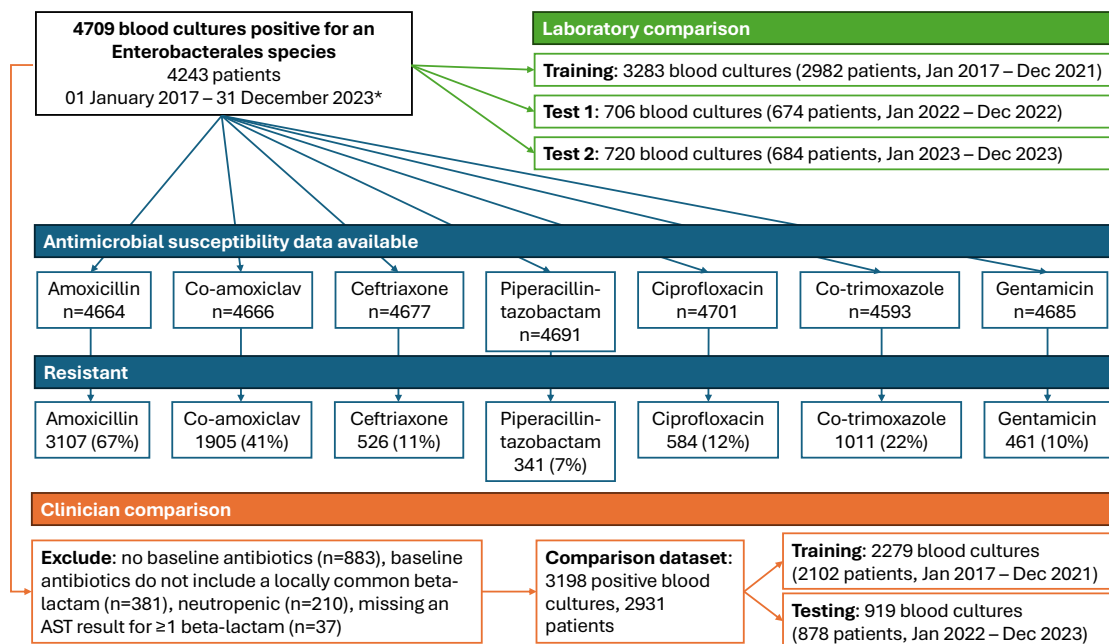 4709 blood cultures positive for an
Enterobacterales species
4243 patients
01 January 2017 – 31 December 2023*
Laboratory comparison
Training: 3283 blood cultures (2982 patients, Jan 2017 – Dec 2021)
Test 1: 706 blood cultures (674 patients, Jan 2022 – Dec 2022)
Test 2: 720 blood cultures (684 patients, Jan 2023 – Dec 2023)
Antimicrobial susceptibility data available
Amoxicillin
n=4664
Co-amoxiclav
n=4666
Ceftriaxone
n=4677
Piperacillin-
tazobactam
n=4691
Ciprofloxacin
n=4701
Co-trimoxazole
n=4593
Gentamicin
n=4685
Resistant
Amoxicillin
3107 (67%)
Co-amoxiclav
1905 (41%)
Ceftriaxone
526 (11%)
Piperacillin-
tazobactam
341 (7%)
Ciprofloxacin
584 (12%)
Co-trimoxazole
1011 (22%)
Gentamicin
461 (10%)
Clinician comparison
Exclude: no baseline antibiotics (n=883), baseline
antibiotics do not include a locally common beta-
lactam (n=381), neutropenic (n=210), missing an
AST result for ≥1 beta-lactam (n=37)
Comparison dataset:
3198 positive blood
cultures, 2931
patients
Training: 2279 blood cultures
(2102 patients, Jan 2017 – Dec 2021)
Testing: 919 blood cultures
(878 patients, Jan 2022 – Dec 2023)